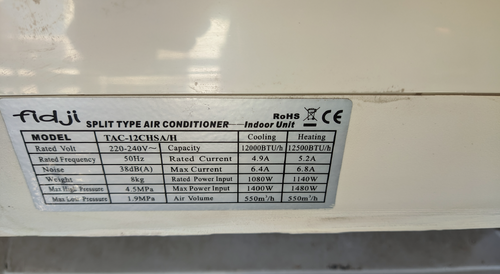 fidji SPLIT TYPE AIR CONDITIONER Indoor Unit RoHS CE
MODEL TAC-12CHSA/H Cooling Heating
Rated Volt 220-240V~ Capacity 12000BTU/h 12500BTU/h
Rated Frequency 50Hz Rated Current 4.9A 5.2A
Noise 38dB(A) Max Current 6.4A 6.8A
Weight 8kg Rated Power Input 1080W 1140W
Max High Pressure 4.5MPa Max Power Input 1400W 1480W
Max Low Pressure 1.9MPa Air Volume 550m³/h 550m³/h